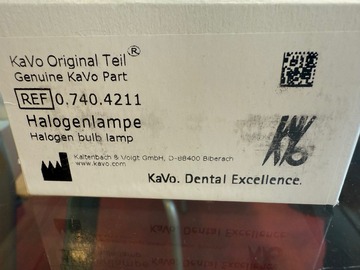 KaVo Original Teil®
Genuine KaVo Part
REF 0.740.4211
Halogenlampe
Halogen bulb lamp
Kaltenbach & Voigt GmbH, D-88400 Biberach
www.kavo.com
KAVO
KaVo. Dental Excellence.